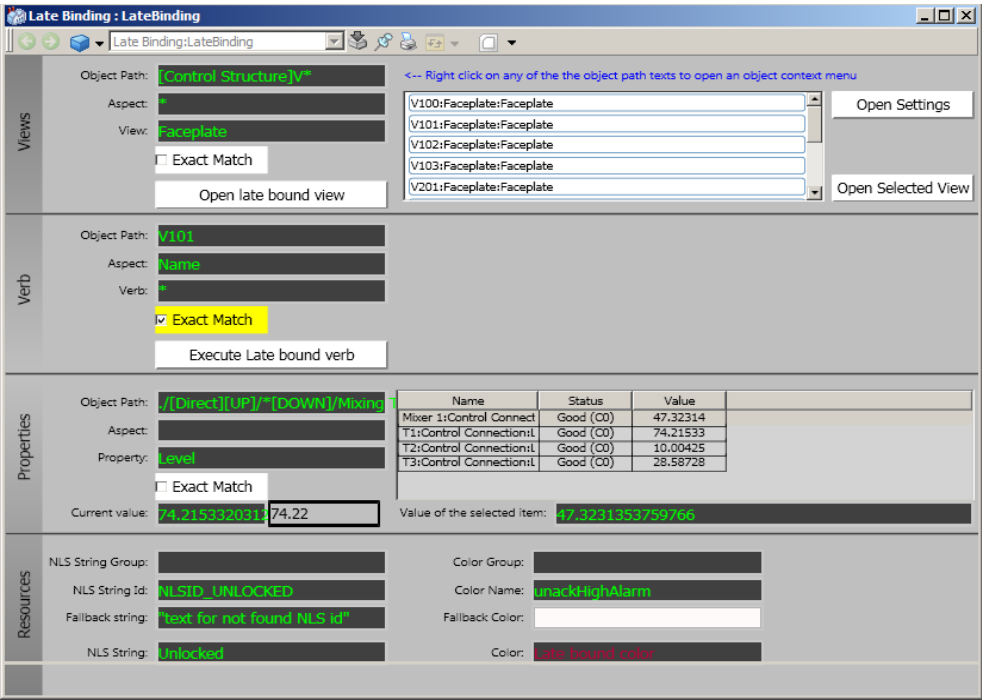 Late Binding : LateBinding
Late Binding:LateBinding
Views
Object Path: [Control Structure]V*
<-- Right click on any of the the object path texts to open an object context menu
Aspect: *
View: Faceplate
Exact Match
Open late bound view
V100:Faceplate:Faceplate
V101:Faceplate:Faceplate
V102:Faceplate:Faceplate
V103:Faceplate:Faceplate
V201:Faceplate:Faceplate
Open Settings
Open Selected View
Verb
Object Path: V101
Aspect: Name
Verb: *
Exact Match
Execute Late bound verb
Properties
Object Path: ./[Direct][UP]/*[DOWN]/Mixing T
Aspect:
Property: Level
Exact Match
Name Status Value
Mixer 1:Control Connect Good (C0) 47.32314
T1:Control Connection:L Good (C0) 74.21533
T2:Control Connection:L Good (C0) 10.00425
T3:Control Connection:L Good (C0) 28.58728
Current value: 74.2153320312 74.22
Value of the selected item: 47.3231353759766
Resources
NLS String Group:
Color Group:
NLS String Id: NLSID_UNLOCKED
Color Name: unackHighAlarm
Fallback string: "text for not found NLS id"
Fallback Color:
NLS String: Unlocked
Color: Late bound color